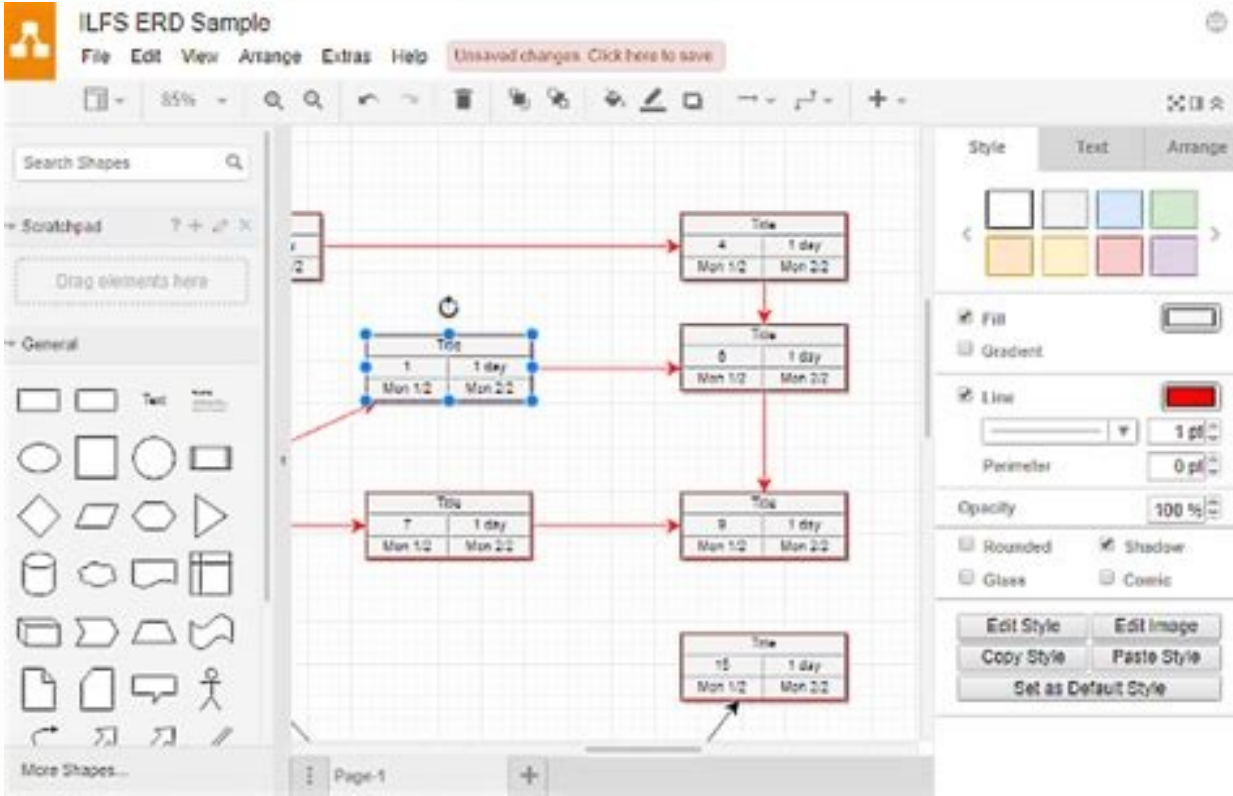 ILFS ERD Sample
File Edit View Arrange Extras Help Unsaved changes. Click here to save
85%
Search Shapes
Scratchpad
Drag elements here
General
Text
More Shapes...
Title
4 1 day
Mon 1/2 Mon 2/2
Title
1 1 day
Mon 1/2 Mon 2/2
Title
1 day
Mon 1/2 Mon 2/2
Title
7 1 day
Mon 1/2 Mon 2/2
Title
9 1 day
Mon 1/2 Mon 2/2
Title
15 1 day
Mon 1/2 Mon 2/2
Page-1
Style Text Arrange
Fill
Gradient
Line
1 pt
Perimeter 0 pt
Opacity 100 %
Rounded Shadow
Glass Comic
Edit Style Edit Image
Copy Style Paste Style
Set as Default Style